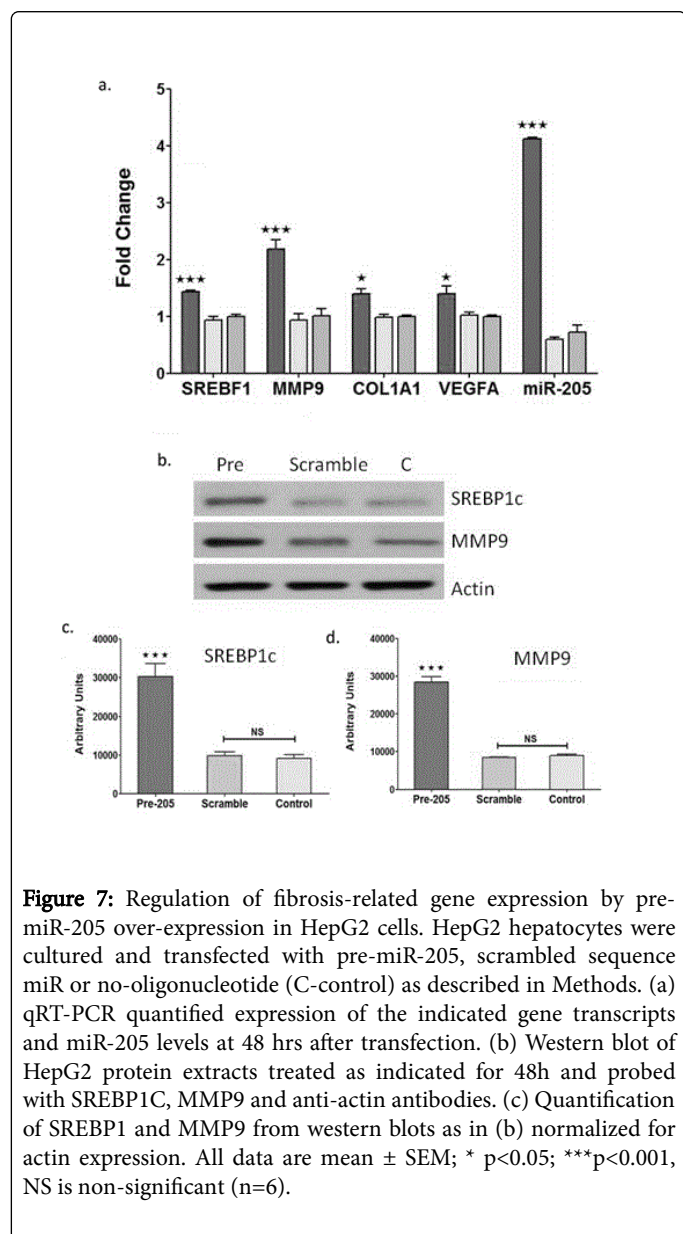 a.
5
4
3
2
1
0
Fold Change
★★★
★★★
★
★
★★★
SREBF1 MMP9 COL1A1 VEGFA miR-205
b.
Pre Scramble C
SREBP1c
MMP9
Actin
c.
SREBP1c
Arbitrary Units
40000
30000
20000
10000
0
★★★
NS
Pre-205 Scramble Control
d.
MMP9
Arbitrary Units
40000
30000
20000
10000
0
★★★
NS
Pre-205 Scramble Control
Figure 7: Regulation of fibrosis-related gene expression by pre-
miR-205 over-expression in HepG2 cells. HepG2 hepatocytes were
cultured and transfected with pre-miR-205, scrambled sequence
miR or no-oligonucleotide (C-control) as described in Methods. (a)
qRT-PCR quantified expression of the indicated gene transcripts
and miR-205 levels at 48 hrs after transfection. (b) Western blot of
HepG2 protein extracts treated as indicated for 48h and probed
with SREBP1C, MMP9 and anti-actin antibodies. (c) Quantification
of SREBP1 and MMP9 from western blots as in (b) normalized for
actin expression. All data are mean ± SEM; * p<0.05; ***p<0.001,
NS is non-significant (n=6).